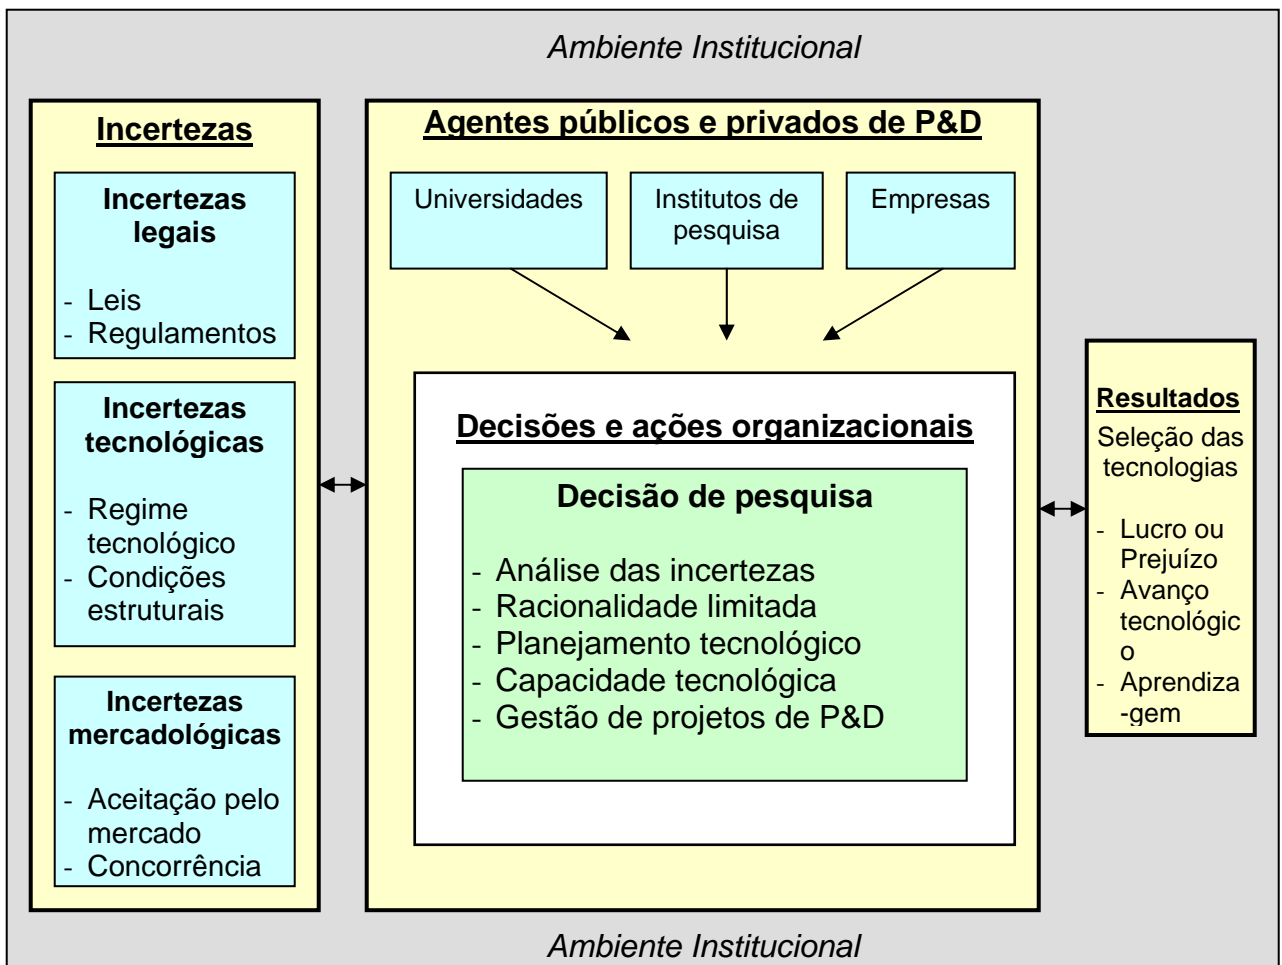 Ambiente Institucional
Incertezas
Incertezas
legais
- Leis
- Regulamentos
Incertezas
tecnológicas
- Regime
tecnológico
- Condições
estruturais
Incertezas
mercadológicas
- Aceitação pelo
mercado
- Concorrência
Agentes públicos e privados de P&D
Universidades
Institutos de
pesquisa
Empresas
Decisões e ações organizacionais
Decisão de pesquisa
- Análise das incertezas
- Racionalidade limitada
- Planejamento tecnológico
- Capacidade tecnológica
- Gestão de projetos de P&D
Resultados
Seleção das
tecnologias
- Lucro ou
Prejuízo
- Avanço
tecnológic
o
- Aprendiza
-gem
Ambiente Institucional